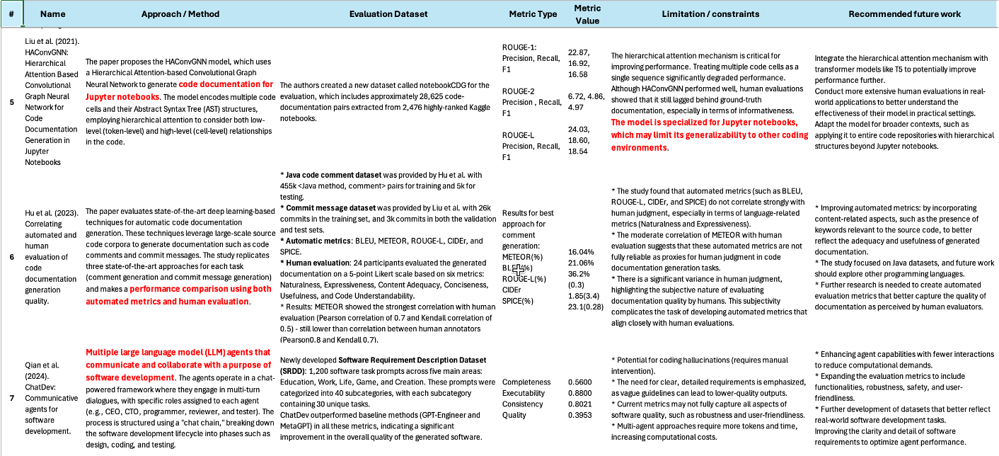 # Name Approach / Method Evaluation Dataset Metric Type Metric Value Limitation / constraints Recommended future work
5
Liu et al. (2021).
HAConvGNN:
Hierarchical
Attention Based
Convolutional
Graph Neural
Network for
Code
Documentation
Generation in
Jupyter
Notebooks
The paper proposes the HAConvGNN model, which uses
a Hierarchical Attention-based Convolutional Graph
Neural Network to generate code documentation for
Jupyter notebooks. The model encodes multiple code
cells and their Abstract Syntax Tree (AST) structures,
employing hierarchical attention to consider both low-
level (token-level) and high-level (cell-level) relationships
in the code.
The authors created a new dataset called notebookCDG for the
evaluation, which includes approximately 28,625 code-
documentation pairs extracted from 2,476 highly-ranked Kaggle
notebooks.
ROUGE-1:
Precision, Recall,
F1
ROUGE-2
Precision , Recall,
F1
ROUGE-L
Precision, Recall,
F1
22.87,
16.92,
16.58
6.72, 4.86,
4.97
24.03,
18.60,
18.54
The hierarchical attention mechanism is critical for
improving performance. Treating multiple code cells as a
single sequence significantly degraded performance.
Although HAConvGNN performed well, human evaluations
showed that it still lagged behind ground-truth
documentation, especially in terms of informativeness.
The model is specialized for Jupyter notebooks,
which may limit its generalizability to other coding
environments.
Integrate the hierarchical attention mechanism with
transformer models like T5 to potentially improve
performance further.
Conduct more extensive human evaluations in real-
world applications to better understand the
effectiveness of their model in practical settings.
Adapt the model for broader contexts, such as
applying it to entire code repositories with hierarchical
structures beyond Jupyter notebooks.
6
Hu et al. (2023).
Correlating
automated and
human
evaluation of
code
documentation
generation
quality.
The paper evaluates state-of-the-art deep learning-based
techniques for automatic code documentation
generation. These techniques leverage large-scale source
code corpora to generate documentation such as code
comments and commit messages. The study replicates
three state-of-the-art approaches for each task
(comment generation and commit message generation)
and makes a performance comparison using both
automated metrics and human evaluation.
* Java code comment dataset was provided by Hu et al. with
455k <Java method, comment> pairs for training and 5k for
testing.
* Commit message dataset was provided by Liu et al. with 26k
commits in the training set, and 3k commits in both the validation
and test sets.
* Automatic metrics: BLEU, METEOR, ROUGE-L, CIDEr, and
SPICE.
* Human evaluation: 24 participants evaluated the generated
documentation on a 5-point Likert scale based on six metrics:
Naturalness, Expressiveness, Content Adequacy, Conciseness,
Usefulness, and Code Understandability.
* Results: METEOR showed the strongest correlation with human
evaluation (Pearson correlation of 0.7 and Kendall correlation of
0.5) - still lower than correlation between human annotators
(Pearson0.8 and Kendall 0.7).
Results for best
approach for
comment
generation:
METEOR(%)
%)
ROUGE-L(%)
CIDEr
SPICE(%)
16.04%
21.06%
36.2%
(0.3)
1.85(3.4)
23.1(0.28)
* The study found that automated metrics (such as BLEU,
ROUGE-L, CIDEr, and SPICE) do not correlate strongly with
human judgment, especially in terms of language-related
metrics (Naturalness and Expressiveness).
* The moderate correlation of METEOR with human
evaluation suggests that these automated metrics are not
fully reliable as proxies for human judgment in code
documentation generation tasks.
* There is a significant variance in human judgment,
highlighting the subjective nature of evaluating
documentation quality by humans. This subjectivity
complicates the task of developing automated metrics that
align closely with human evaluations.
* Improving automated metrics: by incorporating
content-related aspects, such as the presence of
keywords relevant to the source code, to better
reflect the adequacy and usefulness of generated
documentation.
* The study focused on Java datasets, and future work
should explore other programming languages.
* Further research is needed to create automated
evaluation metrics that better capture the quality of
documentation as perceived by human evaluators.
7
Qian et al.
(2024).
ChatDev:
Communicative
agents for
software
development.
Multiple large language model (LLM) agents that
communicate and collaborate with a purpose of
software development. The agents operate in a chat-
powered framework where they engage in multi-turn
dialogues, with specific roles assigned to each agent
(e.g., CEO, CTO, programmer, reviewer, and tester). The
process is structured using a "chat chain," breaking down
the software development lifecycle into phases such as
design, coding, and testing.
Newly developed Software Requirement Description Dataset
(SRDD): 1,200 software task prompts across five main areas:
Education, Work, Life, Game, and Creation. These prompts were
categorized into 40 subcategories, with each subcategory
containing 30 unique tasks.
ChatDev outperformed baseline methods (GPT-Engineer and
MetaGPT) in all these metrics, indicating a significant
improvement in the overall quality of the generated software.
Completeness
Executability
Consistency
Quality
0.5600
0.8800
0.8021
0.3953
* Potential for coding hallucinations (requires manual
intervention).
* The need for clear, detailed requirements is emphasized,
as vague guidelines can lead to lower-quality outputs.
* Current metrics may not fully capture all aspects of
software quality, such as robustness and user-friendliness.
* Multi-agent approaches require more tokens and time,
increasing computational costs.
* Enhancing agent capabilities with fewer interactions
to reduce computational demands.
* Expanding the evaluation metrics to include
functionalities, robustness, safety, and user-
friendliness.
* Further development of datasets that better reflect
real-world software development tasks.
Improving the clarity and detail of software
requirements to optimize agent performance.